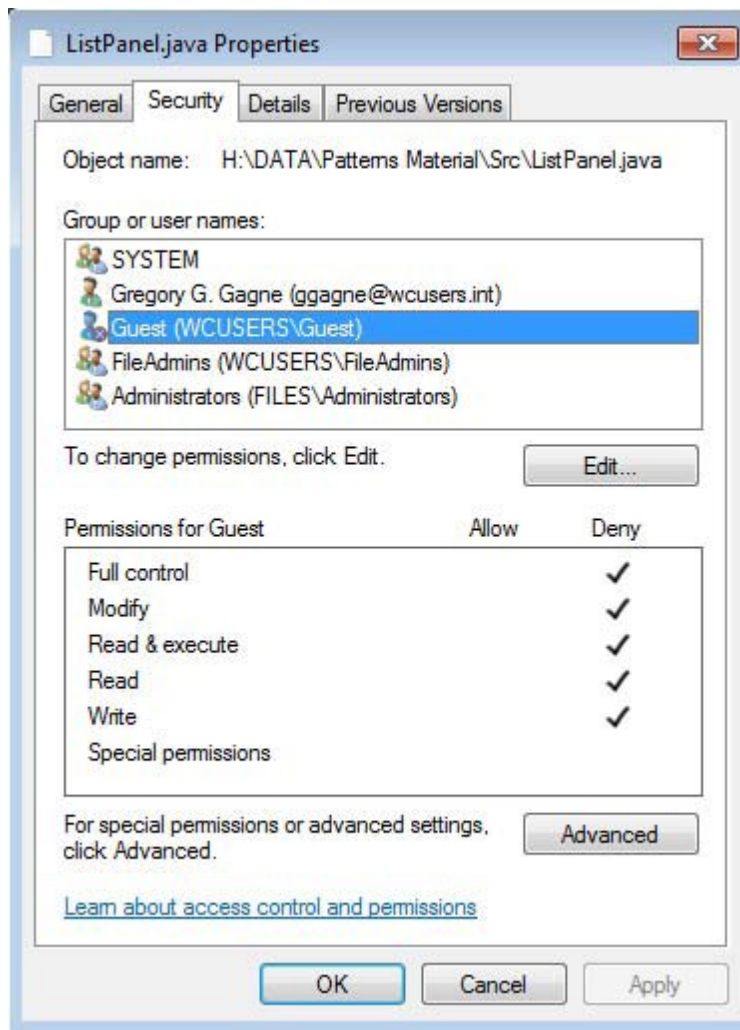 ListPanel.java Properties
General Security Details Previous Versions
Object name: H:\DATA\Patterns Material\Src\ListPanel.java
Group or user names:
SYSTEM
Gregory G. Gagne (ggagne@wcusers.int)
Guest (WCUSERS\Guest)
FileAdmins (WCUSERS\FileAdmins)
Administrators (FILES\Administrators)
To change permissions, click Edit.
Edit...
Permissions for Guest Allow Deny
Full control
Modify
Read & execute
Read
Write
Special permissions
For special permissions or advanced settings,
click Advanced.
Advanced
Learn about access control and permissions
OK Cancel Apply